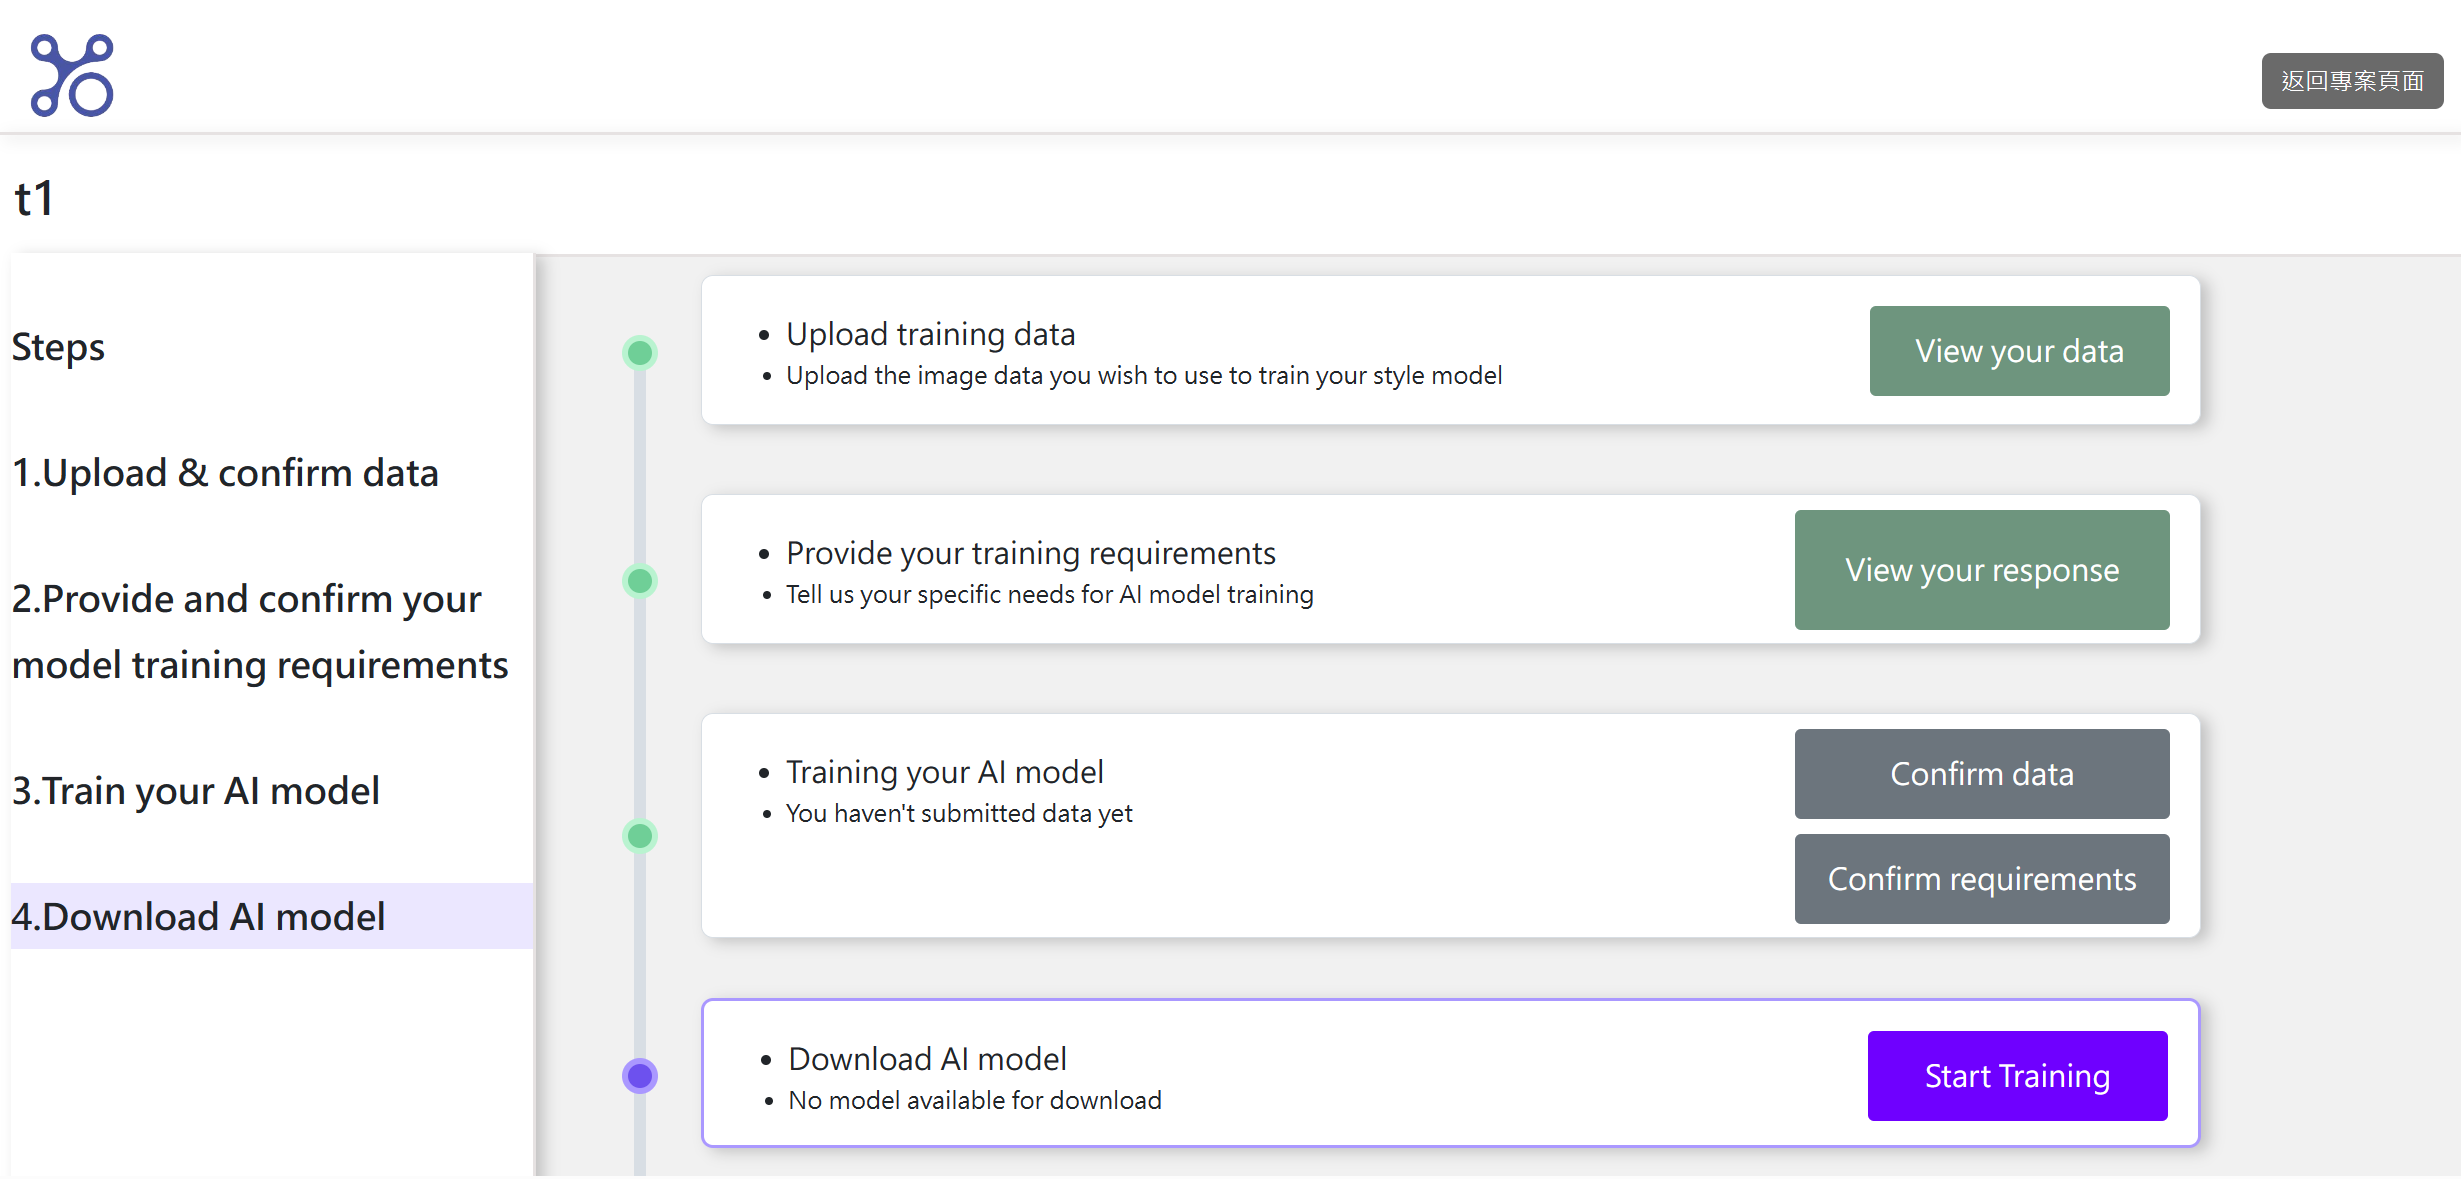 返回專案頁面
t1
Steps
1.Upload & confirm data
2.Provide and confirm your
model training requirements
3.Train your AI model
4.Download AI model
Upload training data
Upload the image data you wish to use to train your style model
View your data
Provide your training requirements
Tell us your specific needs for AI model training
View your response
Training your AI model
You haven't submitted data yet
Confirm data
Confirm requirements
Download AI model
No model available for download
Start Training